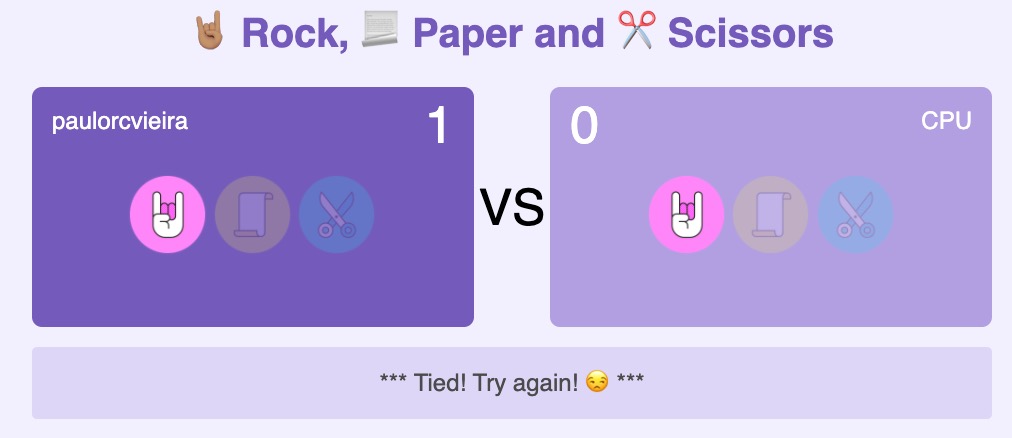 🤘🏽 Rock, 📃 Paper and ✂️ Scissors
paulorcvieira 1
VS
0 CPU
*** Tied! Try again! 😒 ***